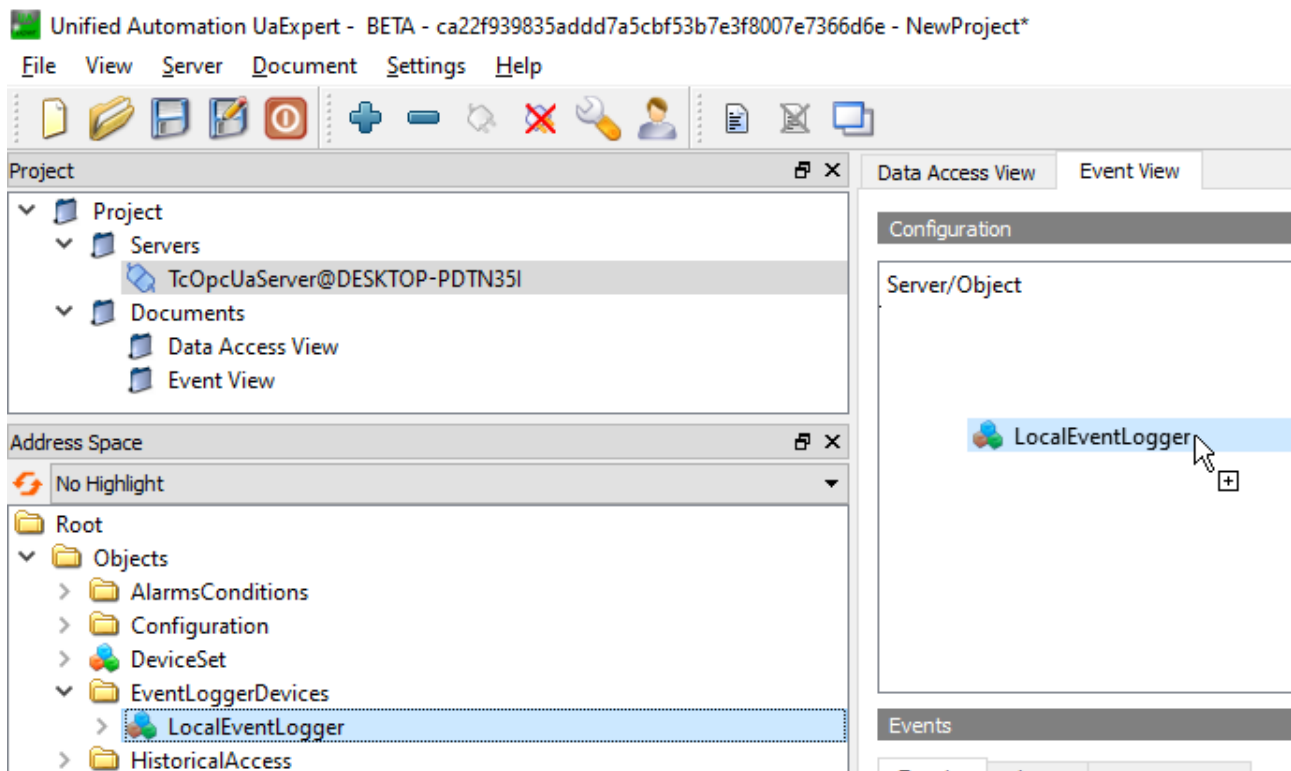 Unified Automation UaExpert - BETA - ca22f939835addd7a5cbf53b7e3f8007e7366d6e - NewProject*
File View Server Document Settings Help
Project
Project
Servers
TcOpcUaServer@DESKTOP-PDTN35I
Documents
Data Access View
Event View
Address Space
No Highlight
Root
Objects
AlarmsConditions
Configuration
DeviceSet
EventLoggerDevices
LocalEventLogger
HistoricalAccess
Data Access View Event View
Configuration
Server/Object
LocalEventLogger
Events